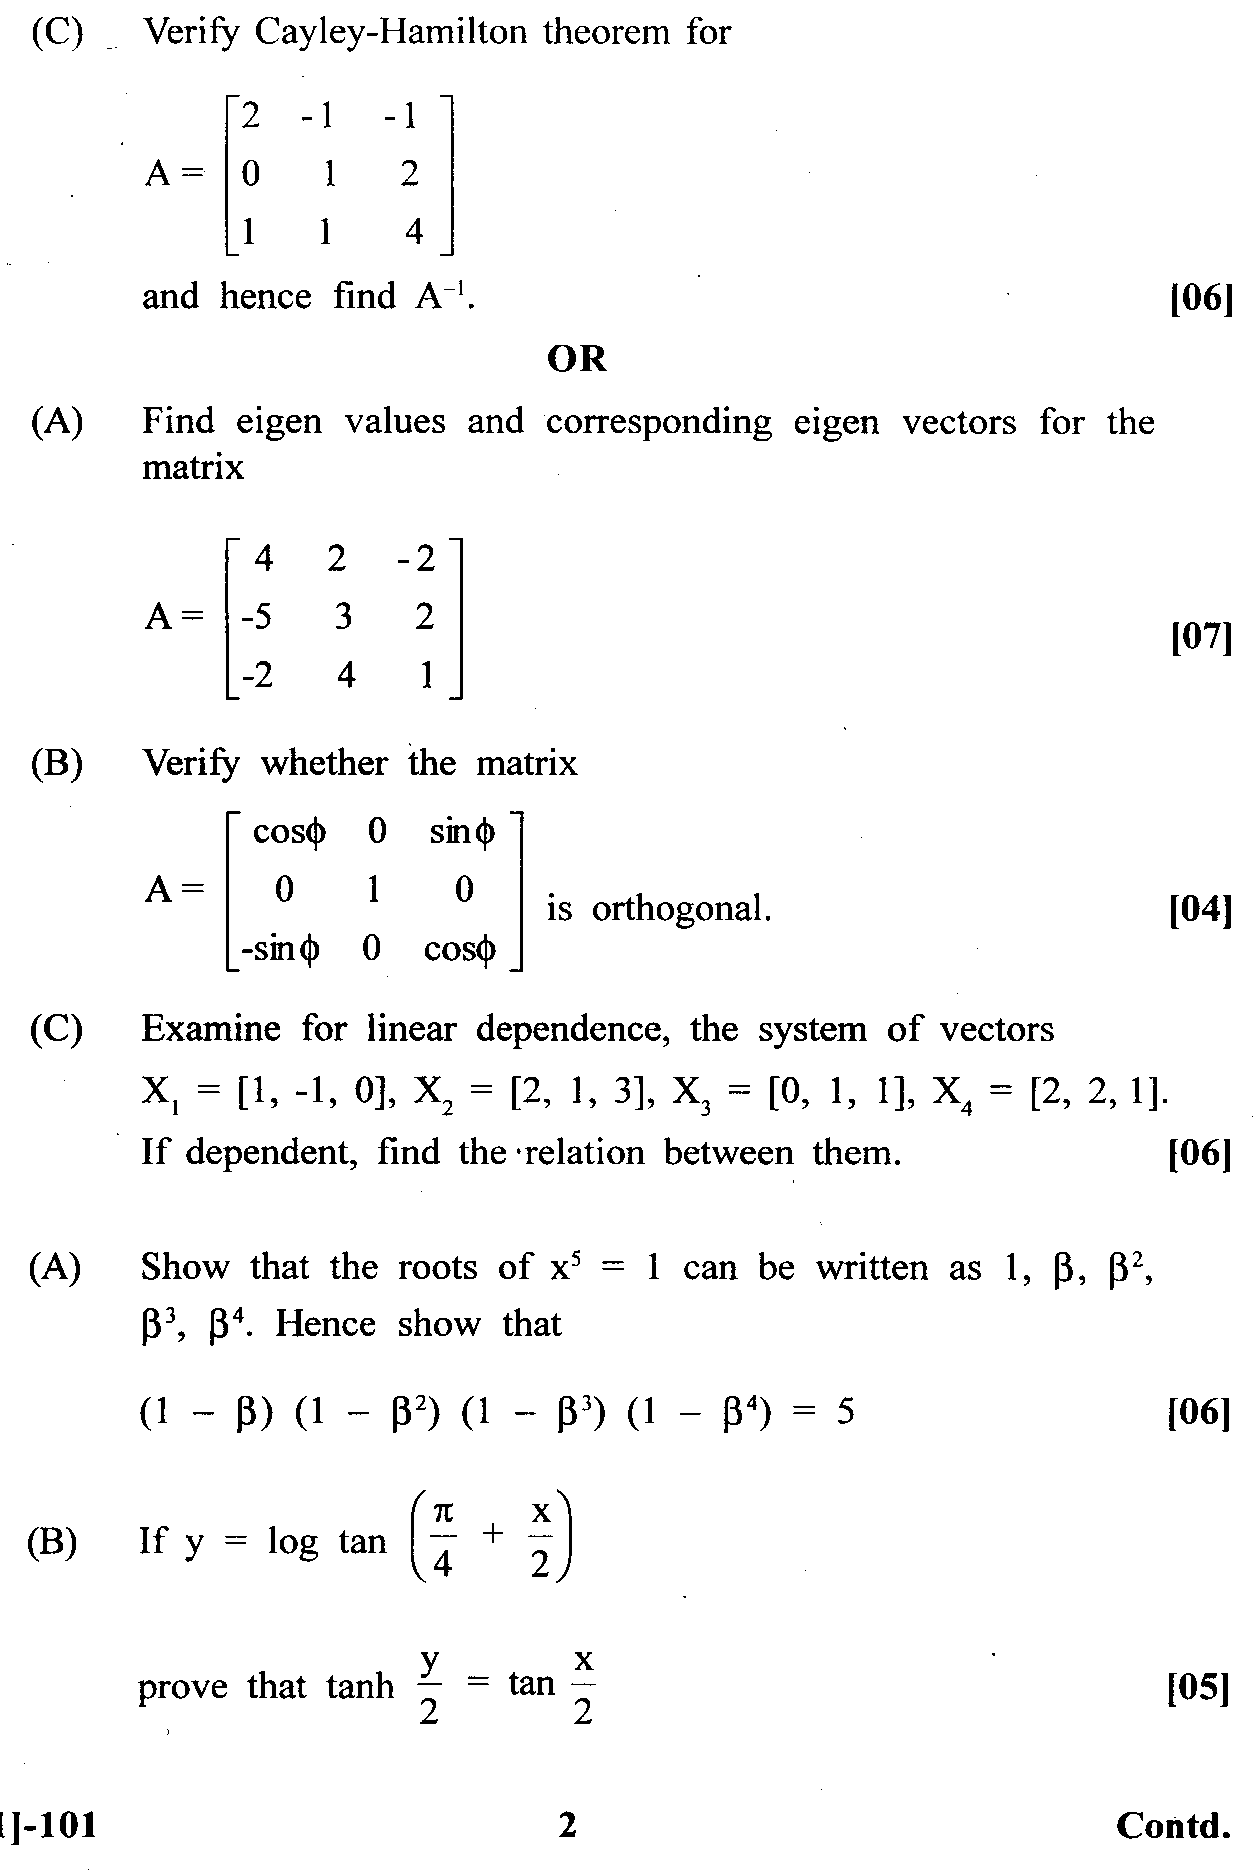 (C) Verify Cayley-Hamilton theorem for
A = [2 -1 -1
0 1 2
1 1 4]
and hence find A⁻¹. [06]
OR
(A) Find eigen values and corresponding eigen vectors for the
matrix
A = [4 2 -2
-5 3 2
-2 4 1] [07]
(B) Verify whether the matrix
A = [cosϕ 0 sinϕ
0 1 0
-sinϕ 0 cosϕ] is orthogonal. [04]
(C) Examine for linear dependence, the system of vectors
X₁ = [1, -1, 0], X₂ = [2, 1, 3], X₃ = [0, 1, 1], X₄ = [2, 2, 1].
If dependent, find the relation between them. [06]
(A) Show that the roots of x⁵ = 1 can be written as 1, β, β²,
β³, β⁴. Hence show that
(1 – β) (1 – β²) (1 – β³) (1 – β⁴) = 5 [06]
(B) If y = log tan (π/4 + x/2)
prove that tanh y/2 = tan x/2 [05]
I]-101 2 Contd.